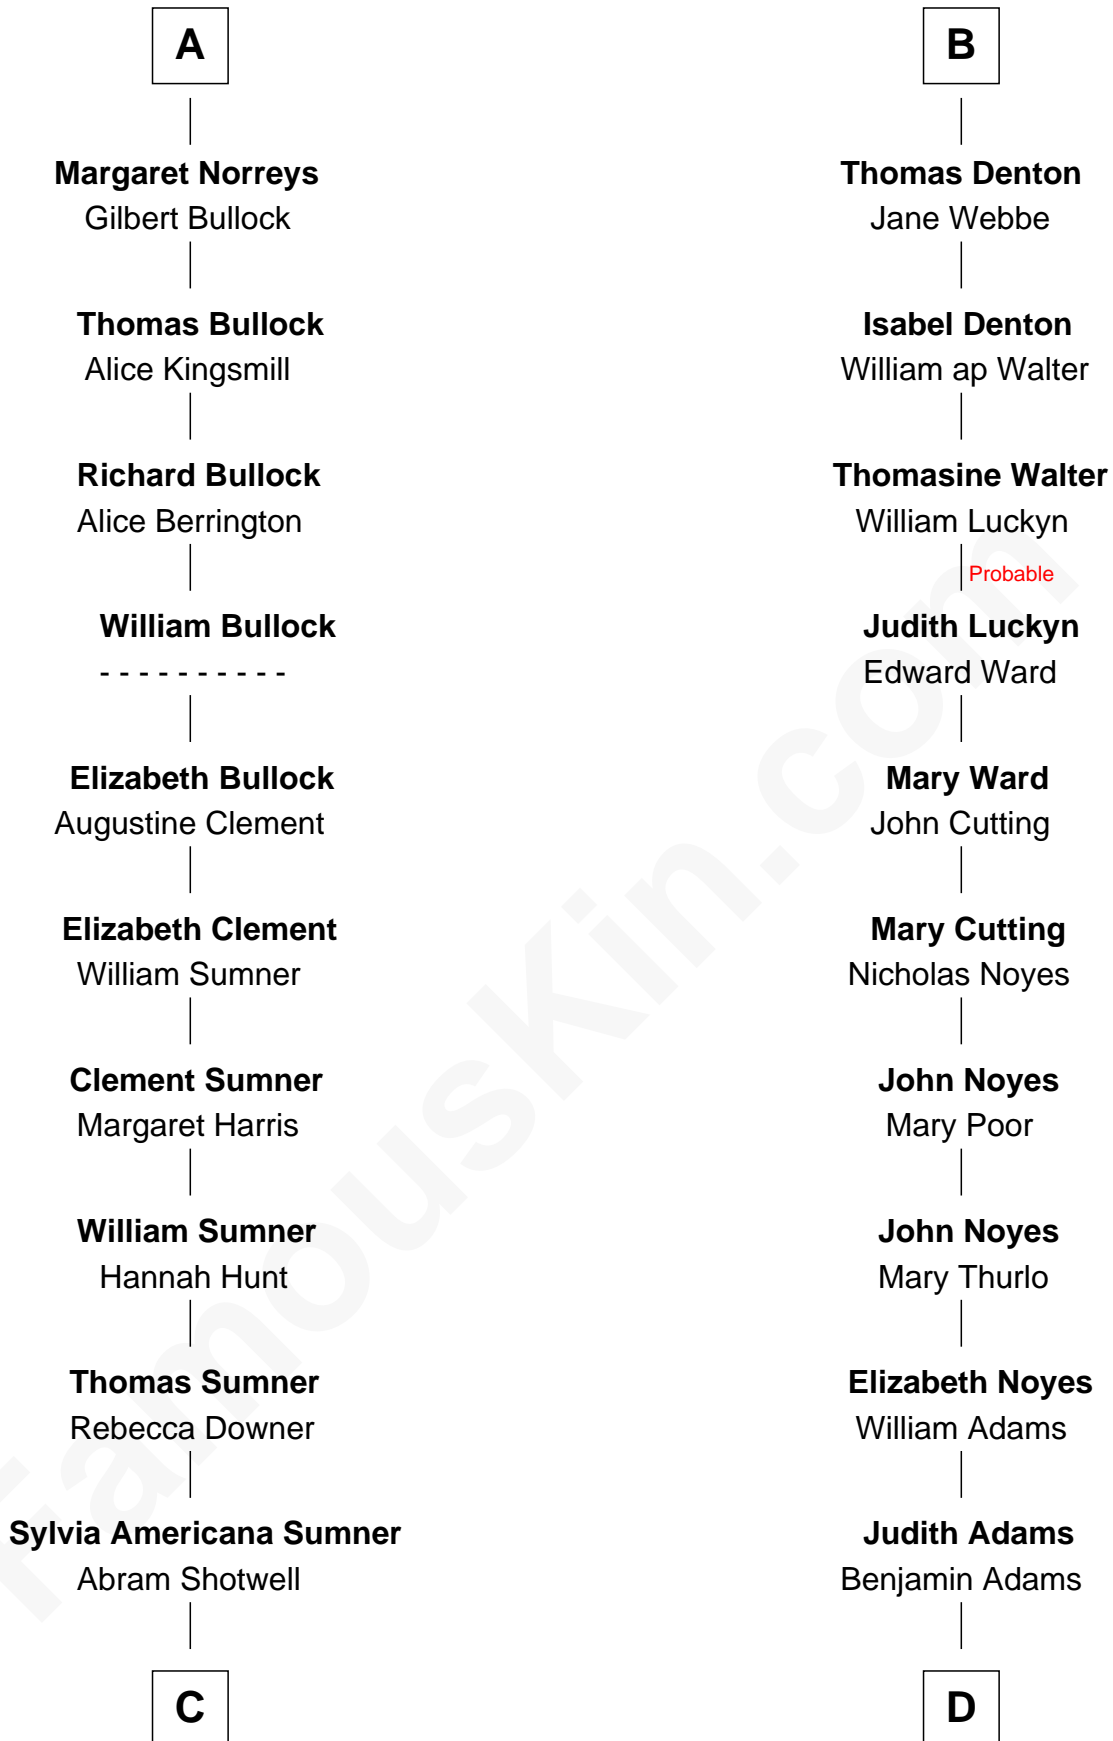 A
Margaret Norreys
Gilbert Bullock
Thomas Bullock
Alice Kingsmill
Richard Bullock
Alice Berrington
William Bullock
- - - - - - - - - -
Elizabeth Bullock
Augustine Clement
Elizabeth Clement
William Sumner
Clement Sumner
Margaret Harris
William Sumner
Hannah Hunt
Thomas Sumner
Rebecca Downer
Sylvia Americana Sumner
Abram Shotwell
C
B
Thomas Denton
Jane Webbe
Isabel Denton
William ap Walter
Thomasine Walter
William Luckyn
Probable
Judith Luckyn
Edward Ward
Mary Ward
John Cutting
Mary Cutting
Nicholas Noyes
John Noyes
Mary Poor
John Noyes
Mary Thurlo
Elizabeth Noyes
William Adams
Judith Adams
Benjamin Adams
D
FamousKin.com